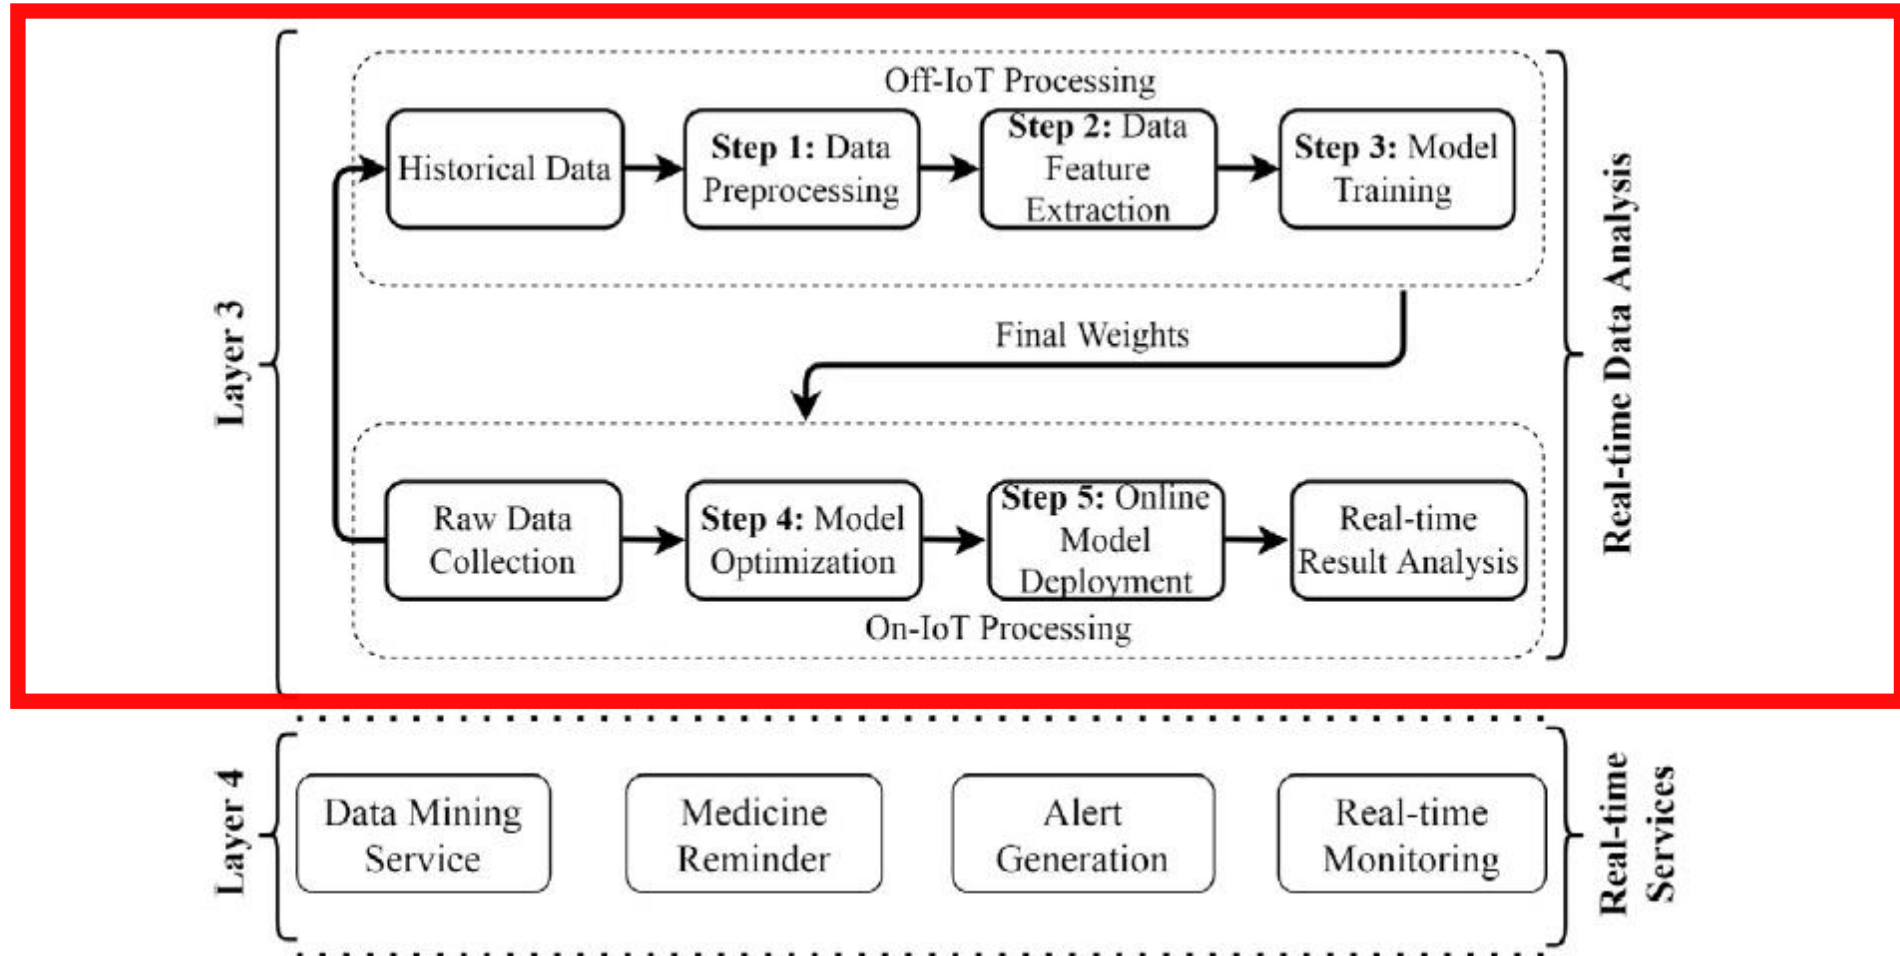 Off-IoT Processing
Historical Data
Step 1: Data
Preprocessing
Step 2: Data
Feature
Extraction
Step 3: Model
Training
Layer 3
Final Weights
Real-time Data Analysis
Raw Data
Collection
Step 4: Model
Optimization
Step 5: Online
Model
Deployment
Real-time
Result Analysis
On-IoT Processing
Layer 4
Data Mining
Service
Medicine
Reminder
Alert
Generation
Real-time
Monitoring
Real-time
Services